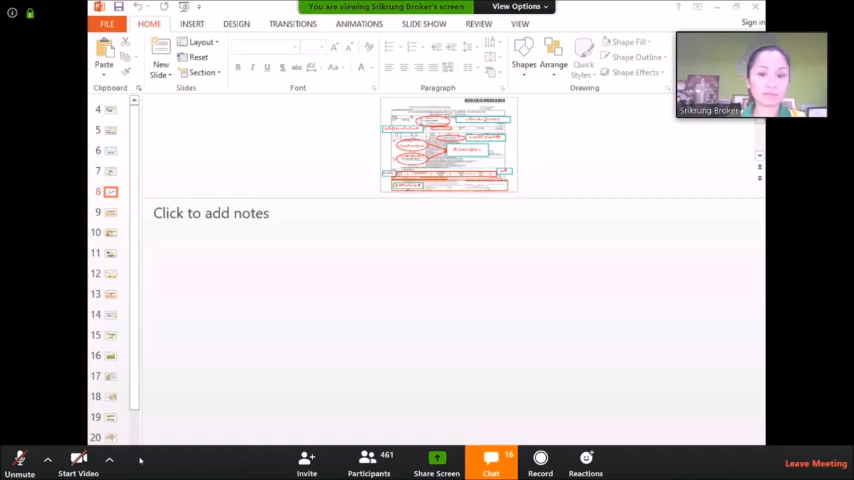 You are viewing Srikrung Broker's screen
View Options
Sign in
FILE
HOME
INSERT
DESIGN
TRANSITIONS
ANIMATIONS
SLIDE SHOW
REVIEW
VIEW
Paste
New
Slide
Layout
Reset
Section
B
I
U
S
abc
AV
Aa
A
Shapes
Arrange
Quick
Styles
Shape Fill
Shape Outline
Shape Effects
Clipboard
Slides
Font
Paragraph
Drawing
Srikrung Broker
4
5
6
7
8
9
10
11
12
13
14
15
16
17
18
19
20
Click to add notes
Unmute
Start Video
Invite
Participants
461
Share Screen
Chat
16
Record
Reactions
Leave Meeting